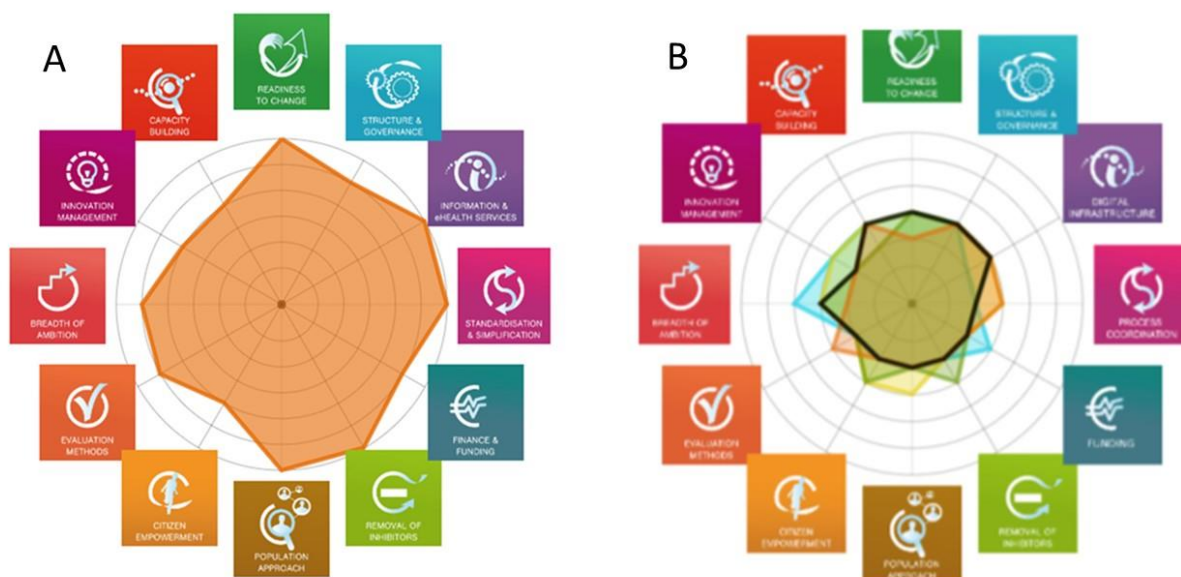 A
READINESS
TO CHANGE
STRUCTURE &
GOVERNANCE
INFORMATION &
eHEALTH SERVICES
STANDARDISATION
& SIMPLIFICATION
FINANCE &
FUNDING
REMOVAL OF
INHIBITORS
POPULATION
APPROACH
CITIZEN
EMPOWERMENT
EVALUATION
METHODS
BREADTH OF
AMBITION
INNOVATION
MANAGEMENT
CAPACITY
BUILDING
B
READINESS
TO CHANGE
STRUCTURE &
GOVERNANCE
DIGITAL
INFRASTRUCTURE
PROCESS
COORDINATION
FUNDING
REMOVAL OF
INHIBITORS
POPULATION
APPROACH
CITIZEN
EMPOWERMENT
EVALUATION
METHODS
BREADTH OF
AMBITION
INNOVATION
MANAGEMENT
CAPACITY
BUILDING